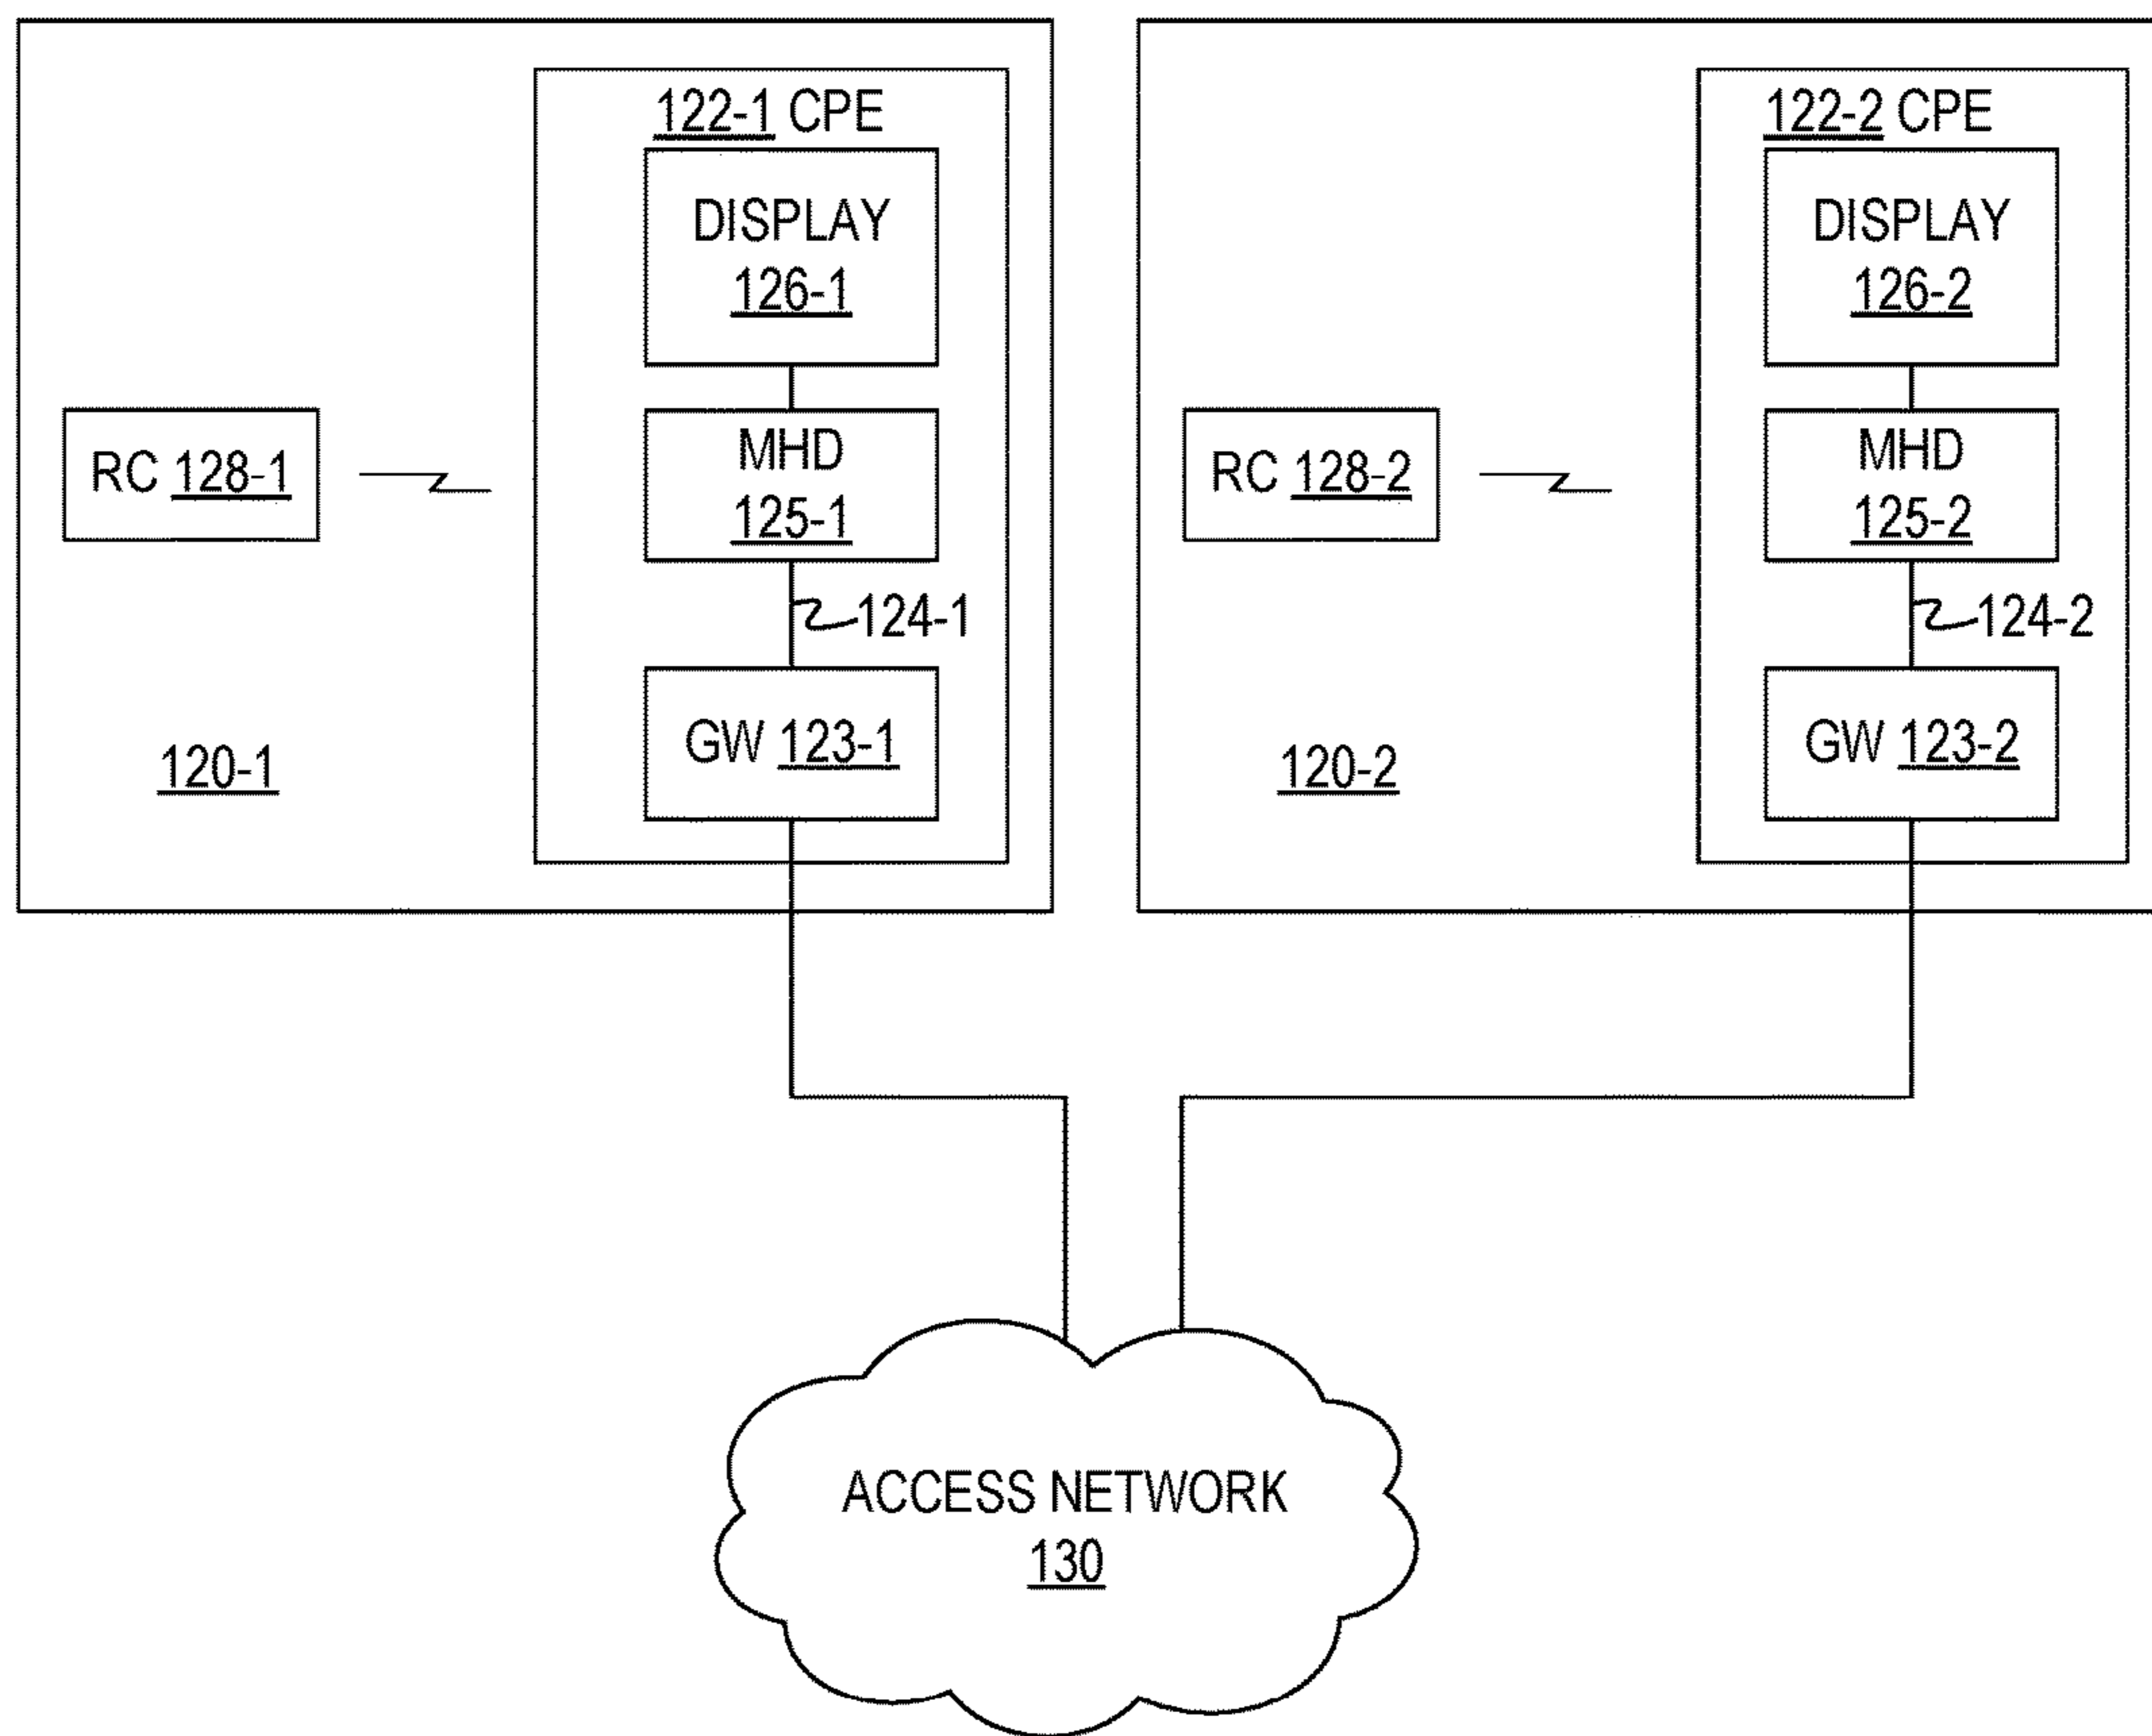 122-1 CPE
DISPLAY
126-1
MHD
125-1
RC 128-1
124-1
GW 123-1
120-1
122-2 CPE
DISPLAY
126-2
MHD
125-2
RC 128-2
124-2
GW 123-2
120-2
ACCESS NETWORK
130